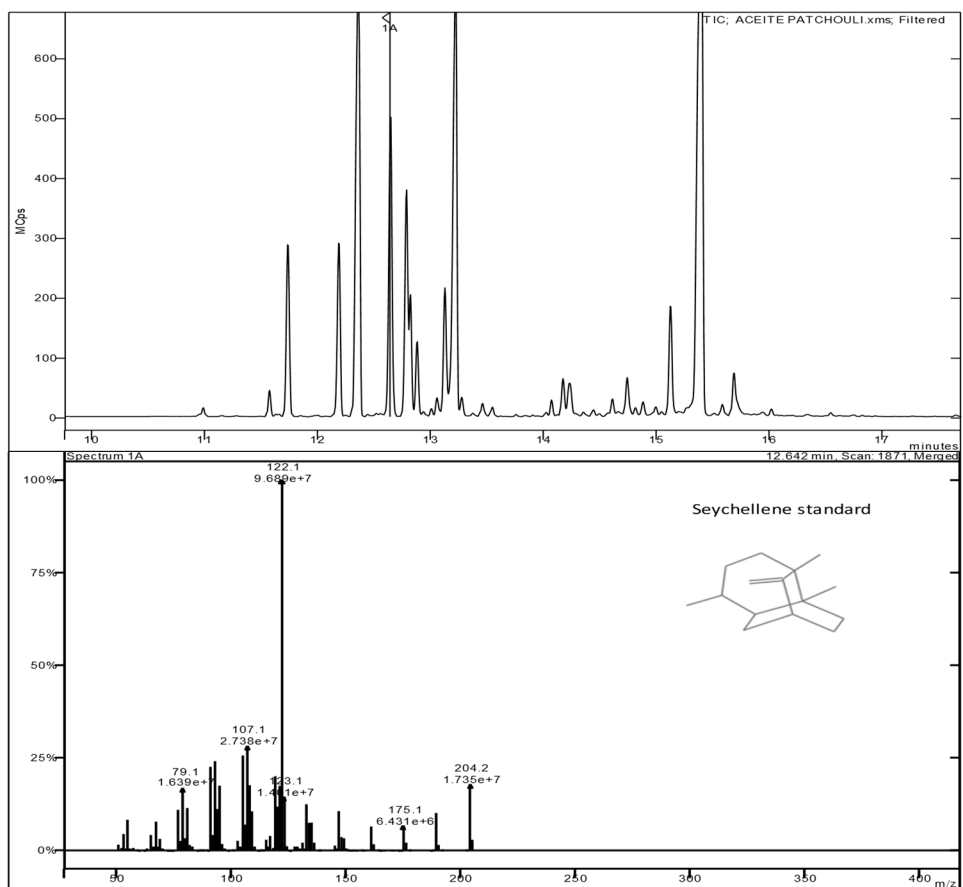 TIC; ACEITE PATCHOULI.xms; Filtered
1A
600
500
400
300
200
100
0
MCps
10 11 12 13 14 15 16 17
minutes
Spectrum 1A 12.642 min, Scan: 1871, Merged
122.1
9.689e+7
100%
Seychellene standard
75%
50%
107.1
2.738e+7
25%
79.1
1.639e+7
123.1
204.2
1.735e+7
175.1
6.431e+6
0%
50 100 150 200 250 300 350 400
m/z